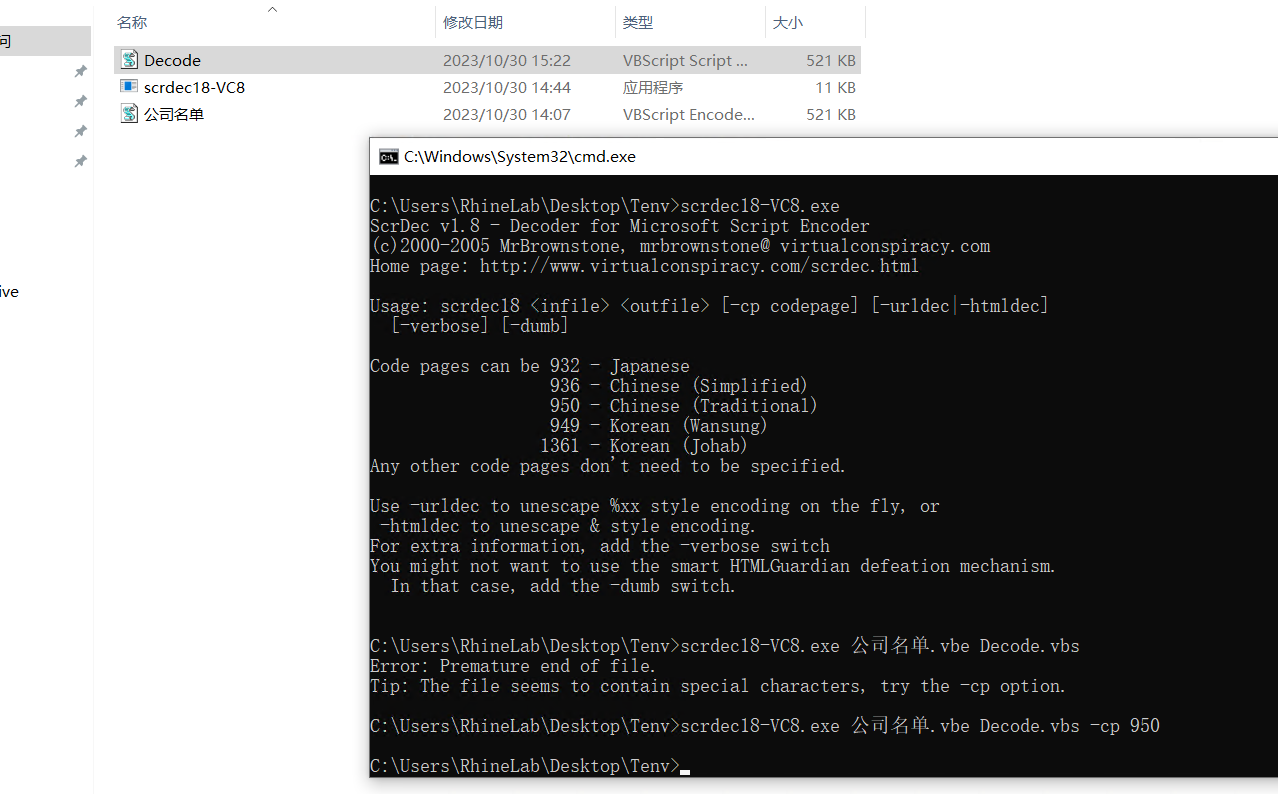 名称 修改日期 类型 大小
问
Decode 2023/10/30 15:22 VBScript Script ... 521 KB
scrdec18-VC8 2023/10/30 14:44 应用程序 11 KB
公司名单 2023/10/30 14:07 VBScript Encode... 521 KB
ive
C:\Windows\System32\cmd.exe
C:\Users\RhineLab\Desktop\Tenv>scrdec18-VC8.exe
ScrDec v1.8 - Decoder for Microsoft Script Encoder
(c)2000-2005 MrBrownstone, mrbrownstone@ virtualconspiracy.com
Home page: http://www.virtualconspiracy.com/scrdec.html
Usage: scrdec18 <infile> <outfile> [-cp codepage] [-urldec|-htmldec]
[-verbose] [-dumb]
Code pages can be 932 - Japanese
936 - Chinese (Simplified)
950 - Chinese (Traditional)
949 - Korean (Wansung)
1361 - Korean (Johab)
Any other code pages don't need to be specified.
Use -urldec to unescape %xx style encoding on the fly, or
-htmldec to unescape & style encoding.
For extra information, add the -verbose switch
You might not want to use the smart HTMLGuardian defeation mechanism.
In that case, add the -dumb switch.
C:\Users\RhineLab\Desktop\Tenv>scrdec18-VC8.exe 公司名单.vbe Decode.vbs
Error: Premature end of file.
Tip: The file seems to contain special characters, try the -cp option.
C:\Users\RhineLab\Desktop\Tenv>scrdec18-VC8.exe 公司名单.vbe Decode.vbs -cp 950
C:\Users\RhineLab\Desktop\Tenv>